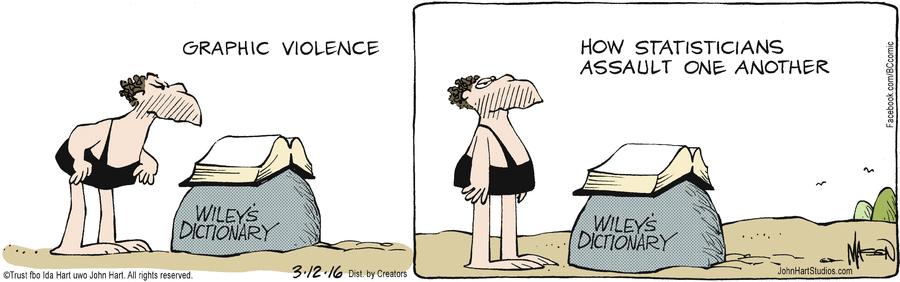 GRAPHIC VIOLENCE
WILEY'S
DICTIONARY
©Trust fbo Ida Hart uwo John Hart. All rights reserved.
3·12·16
Dist. by Creators
HOW STATISTICIANS
ASSAULT ONE ANOTHER
Facebook.com/BCcomic
WILEY'S
DICTIONARY
MASON
JohnHartStudios.com